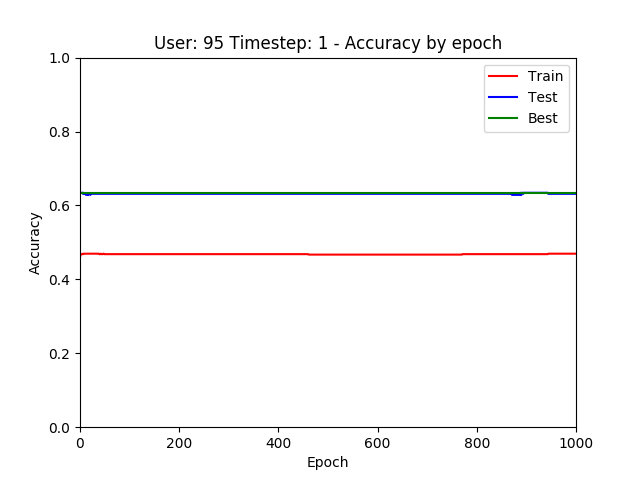 User: 95 Timestep: 1 - Accuracy by epoch
1.0
0.8
0.6
0.4
0.2
0.0
Accuracy
Train
Test
Best
0 200 400 600 800 1000
Epoch